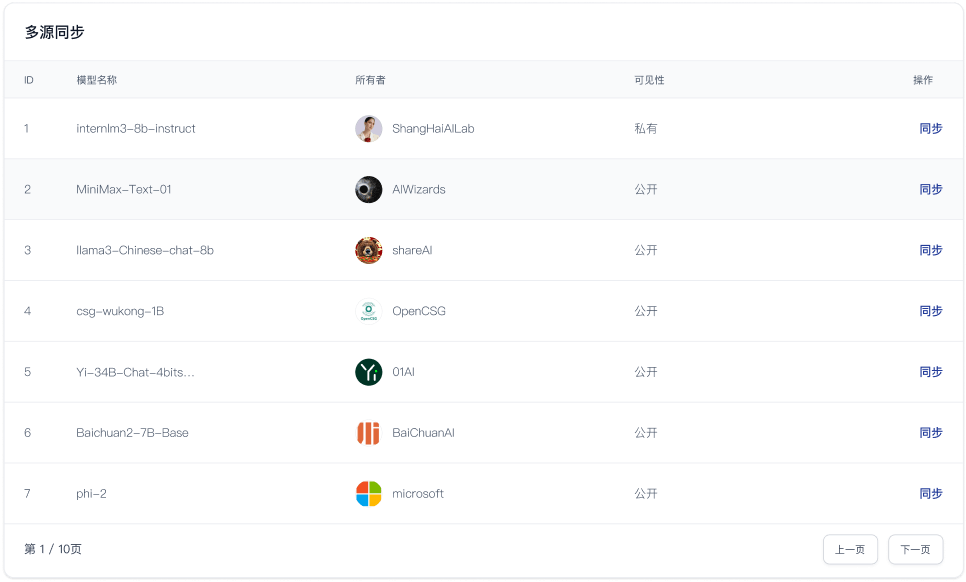 多源同步
ID 模型名称 所有者 可见性 操作
1 internlm3-8b-instruct ShangHaiAILab 私有 同步
2 MiniMax-Text-01 AIWizards 公开 同步
3 llama3-Chinese-chat-8b shareAI 公开 同步
4 csg-wukong-1B OpenCSG OpenCSG 公开 同步
5 Yi-34B-Chat-4bits... Yi 01AI 公开 同步
6 Baichuan2-7B-Base BaiChuanAI 公开 同步
7 phi-2 microsoft 公开 同步
第 1 / 10页 上一页 下一页